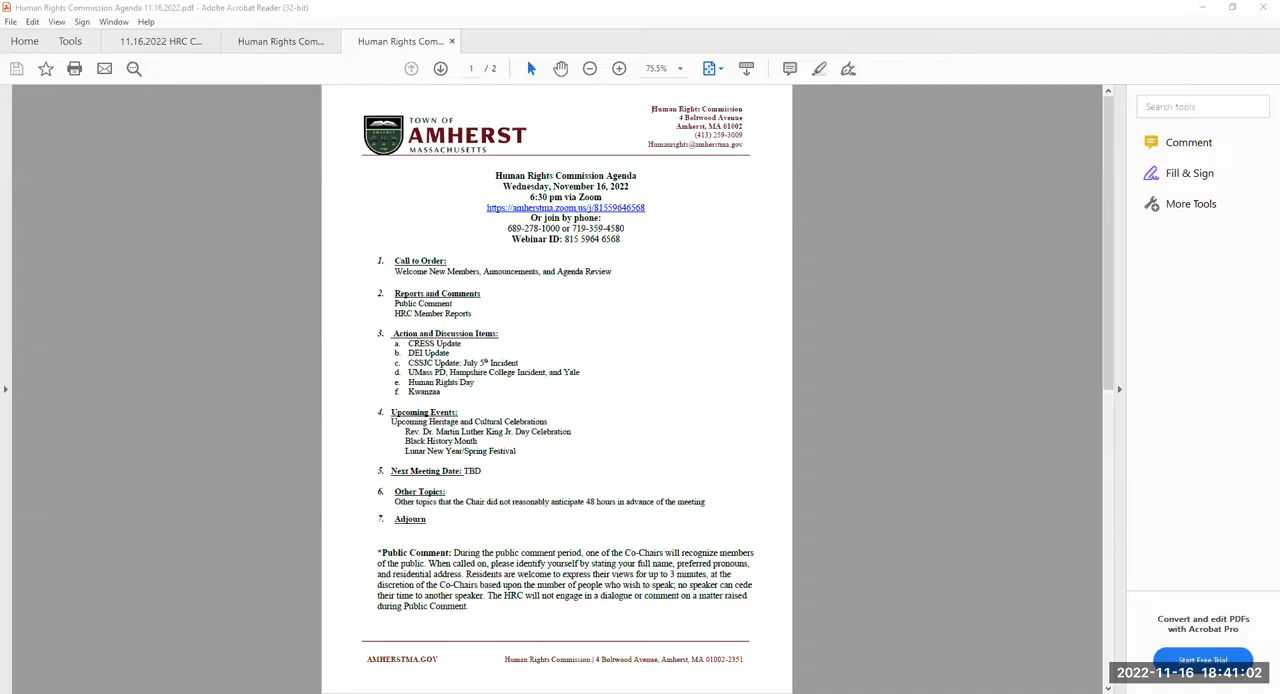 Human Rights Commission Agenda 11.16.2022.pdf - Adobe Acrobat Reader (32-bit)
File Edit View Sign Window Help
Home Tools 11.16.2022 HRC C... Human Rights Com... Human Rights Com... ×
1 / 2 75.5%
Search tools
Comment
Fill & Sign
More Tools
Human Rights Commission
4 Boltwood Avenue
Amherst, MA 01002
(413) 259-3009
Humanrights@amherstma.gov
TOWN OF
AMHERST
MASSACHUSETTS
Human Rights Commission Agenda
Wednesday, November 16, 2022
6:30 pm via Zoom
https://amherstma.zoom.us/j/81559646568
Or join by phone:
689-278-1000 or 719-359-4580
Webinar ID: 815 5964 6568
1. Call to Order:
Welcome New Members, Announcements, and Agenda Review
2. Reports and Comments
Public Comment
HRC Member Reports
3. Action and Discussion Items:
a. CRESS Update
b. DEI Update
c. CSSJC Update: July 5th Incident
d. UMass PD, Hampshire College Incident, and Yale
e. Human Rights Day
f. Kwanzaa
4. Upcoming Events:
Upcoming Heritage and Cultural Celebrations
Rev. Dr. Martin Luther King Jr. Day Celebration
Black History Month
Lunar New Year/Spring Festival
5. Next Meeting Date: TBD
6. Other Topics:
Other topics that the Chair did not reasonably anticipate 48 hours in advance of the meeting
7. Adjourn
*Public Comment: During the public comment period, one of the Co-Chairs will recognize members
of the public. When called on, please identify yourself by stating your full name, preferred pronouns,
and residential address. Residents are welcome to express their views for up to 3 minutes, at the
discretion of the Co-Chairs based upon the number of people who wish to speak; no speaker can cede
their time to another speaker. The HRC will not engage in a dialogue or comment on a matter raised
during Public Comment.
AMHERSTMA.GOV Human Rights Commission | 4 Boltwood Avenue, Amherst, MA 01002-2351
Convert and edit PDFs
with Acrobat Pro
Start Free Trial
2022-11-16 18:41:02